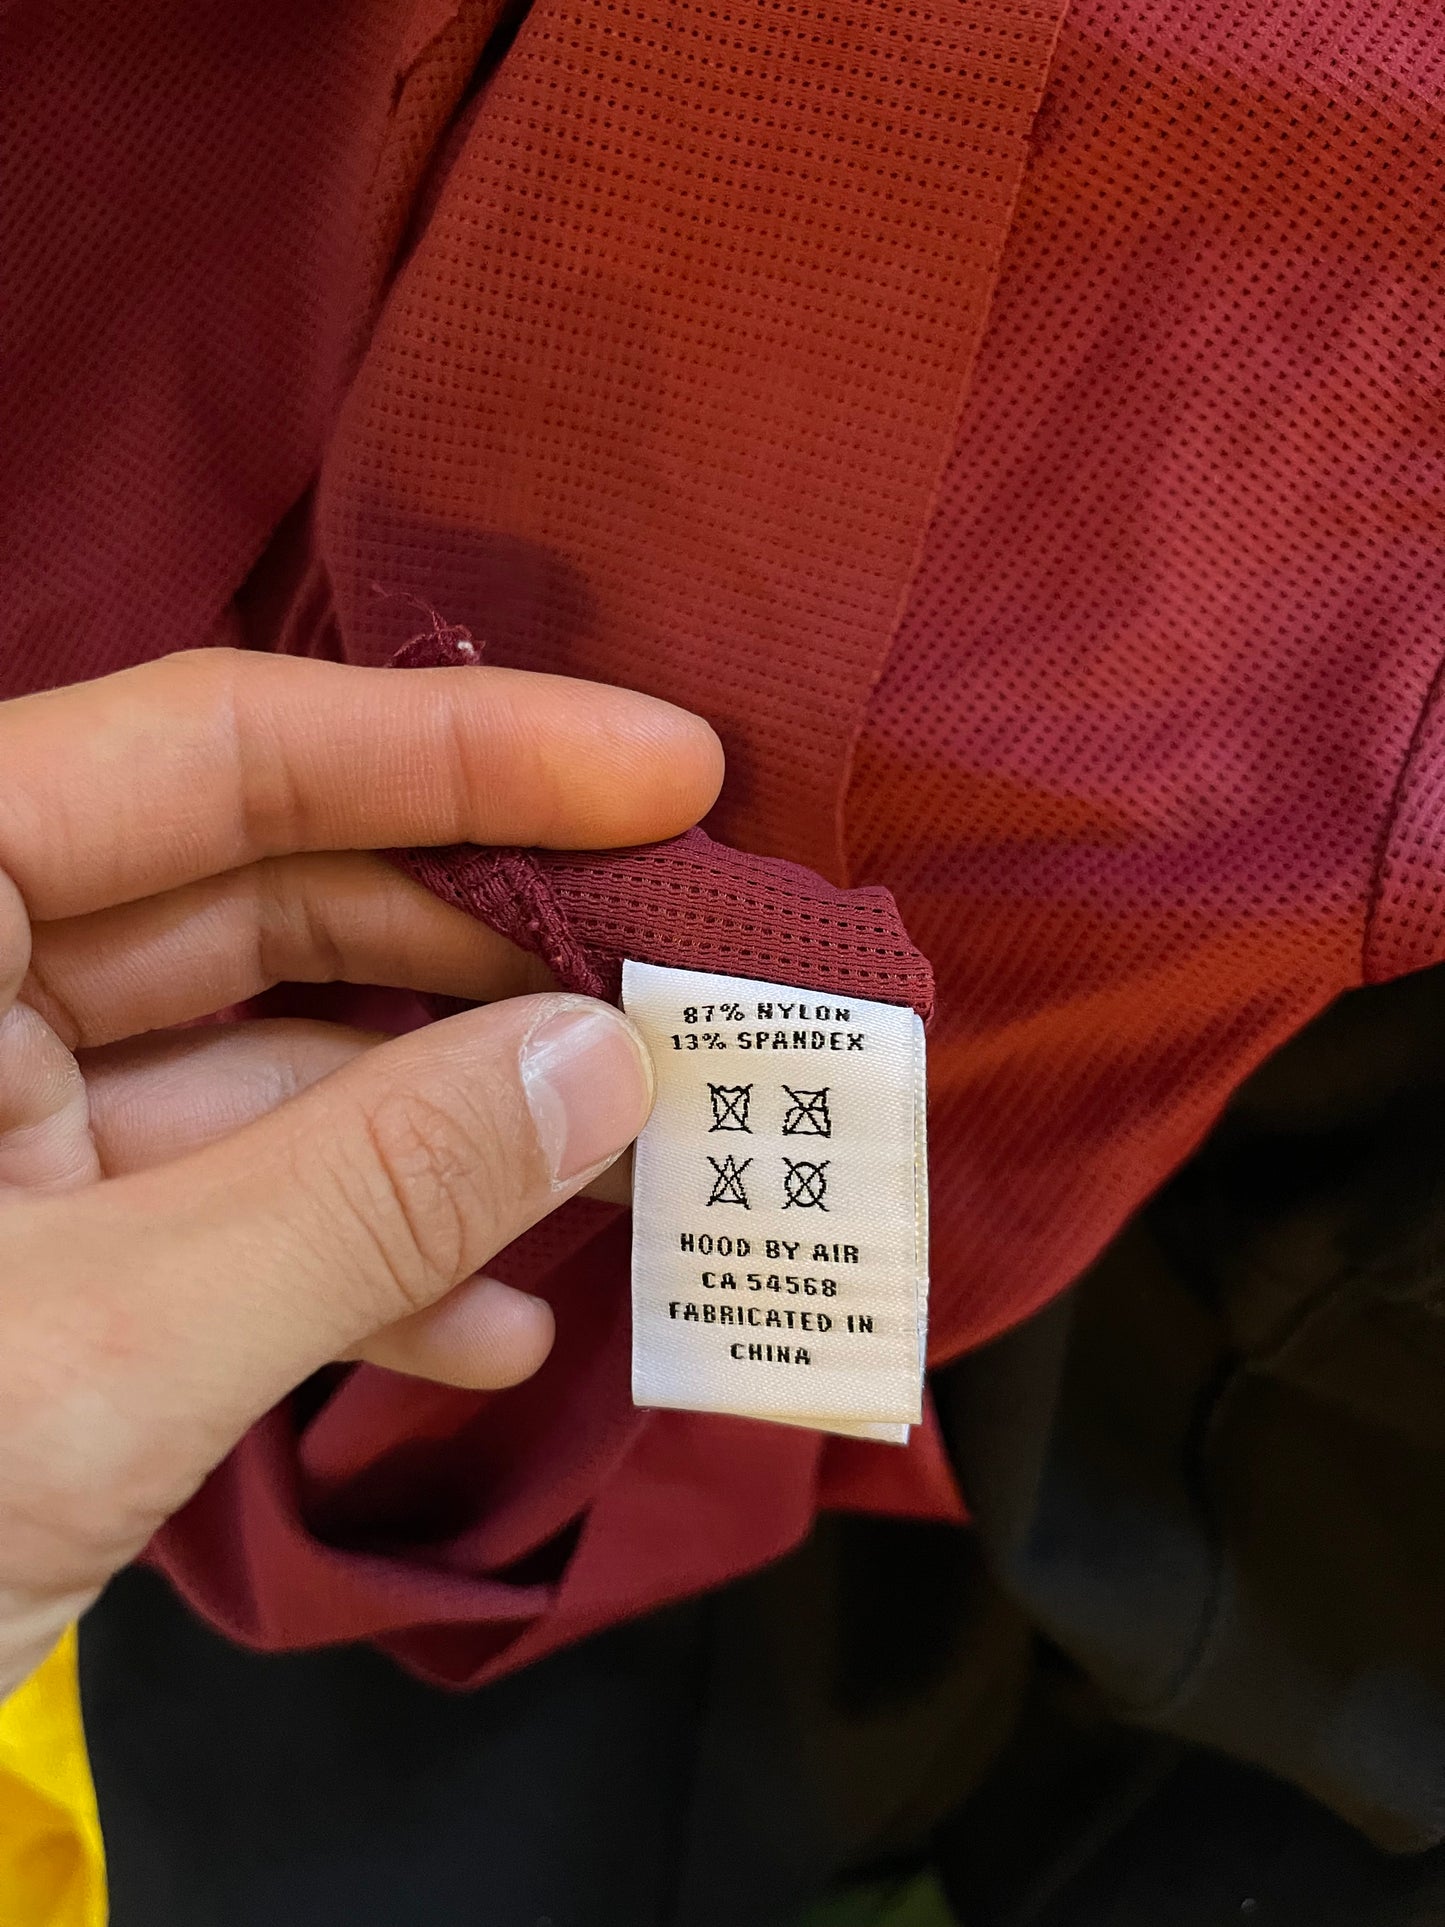 87% NYLON
13% SPANDEX
HOOD BY AIR
CA 54568
FABRICATED IN
CHINA